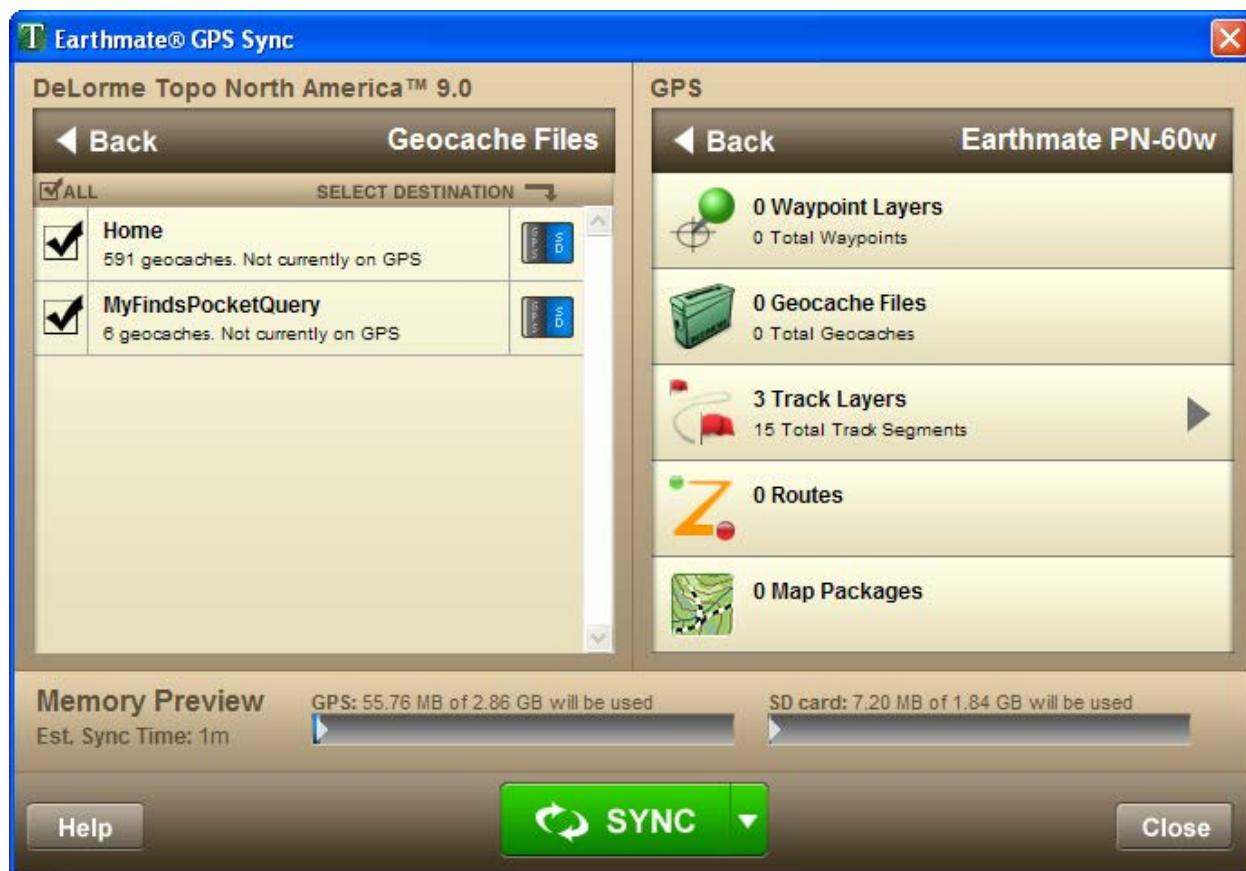 T Earthmate® GPS Sync
DeLorme Topo North America™ 9.0
Back Geocache Files
ALL SELECT DESTINATION
Home
591 geocaches. Not currently on GPS
GPS SD
MyFindsPocketQuery
6 geocaches. Not currently on GPS
GPS SD
GPS
Back Earthmate PN-60w
0 Waypoint Layers
0 Total Waypoints
0 Geocache Files
0 Total Geocaches
3 Track Layers
15 Total Track Segments
0 Routes
0 Map Packages
Memory Preview
Est. Sync Time: 1m
GPS: 55.76 MB of 2.86 GB will be used
SD card: 7.20 MB of 1.84 GB will be used
Help
SYNC
Close